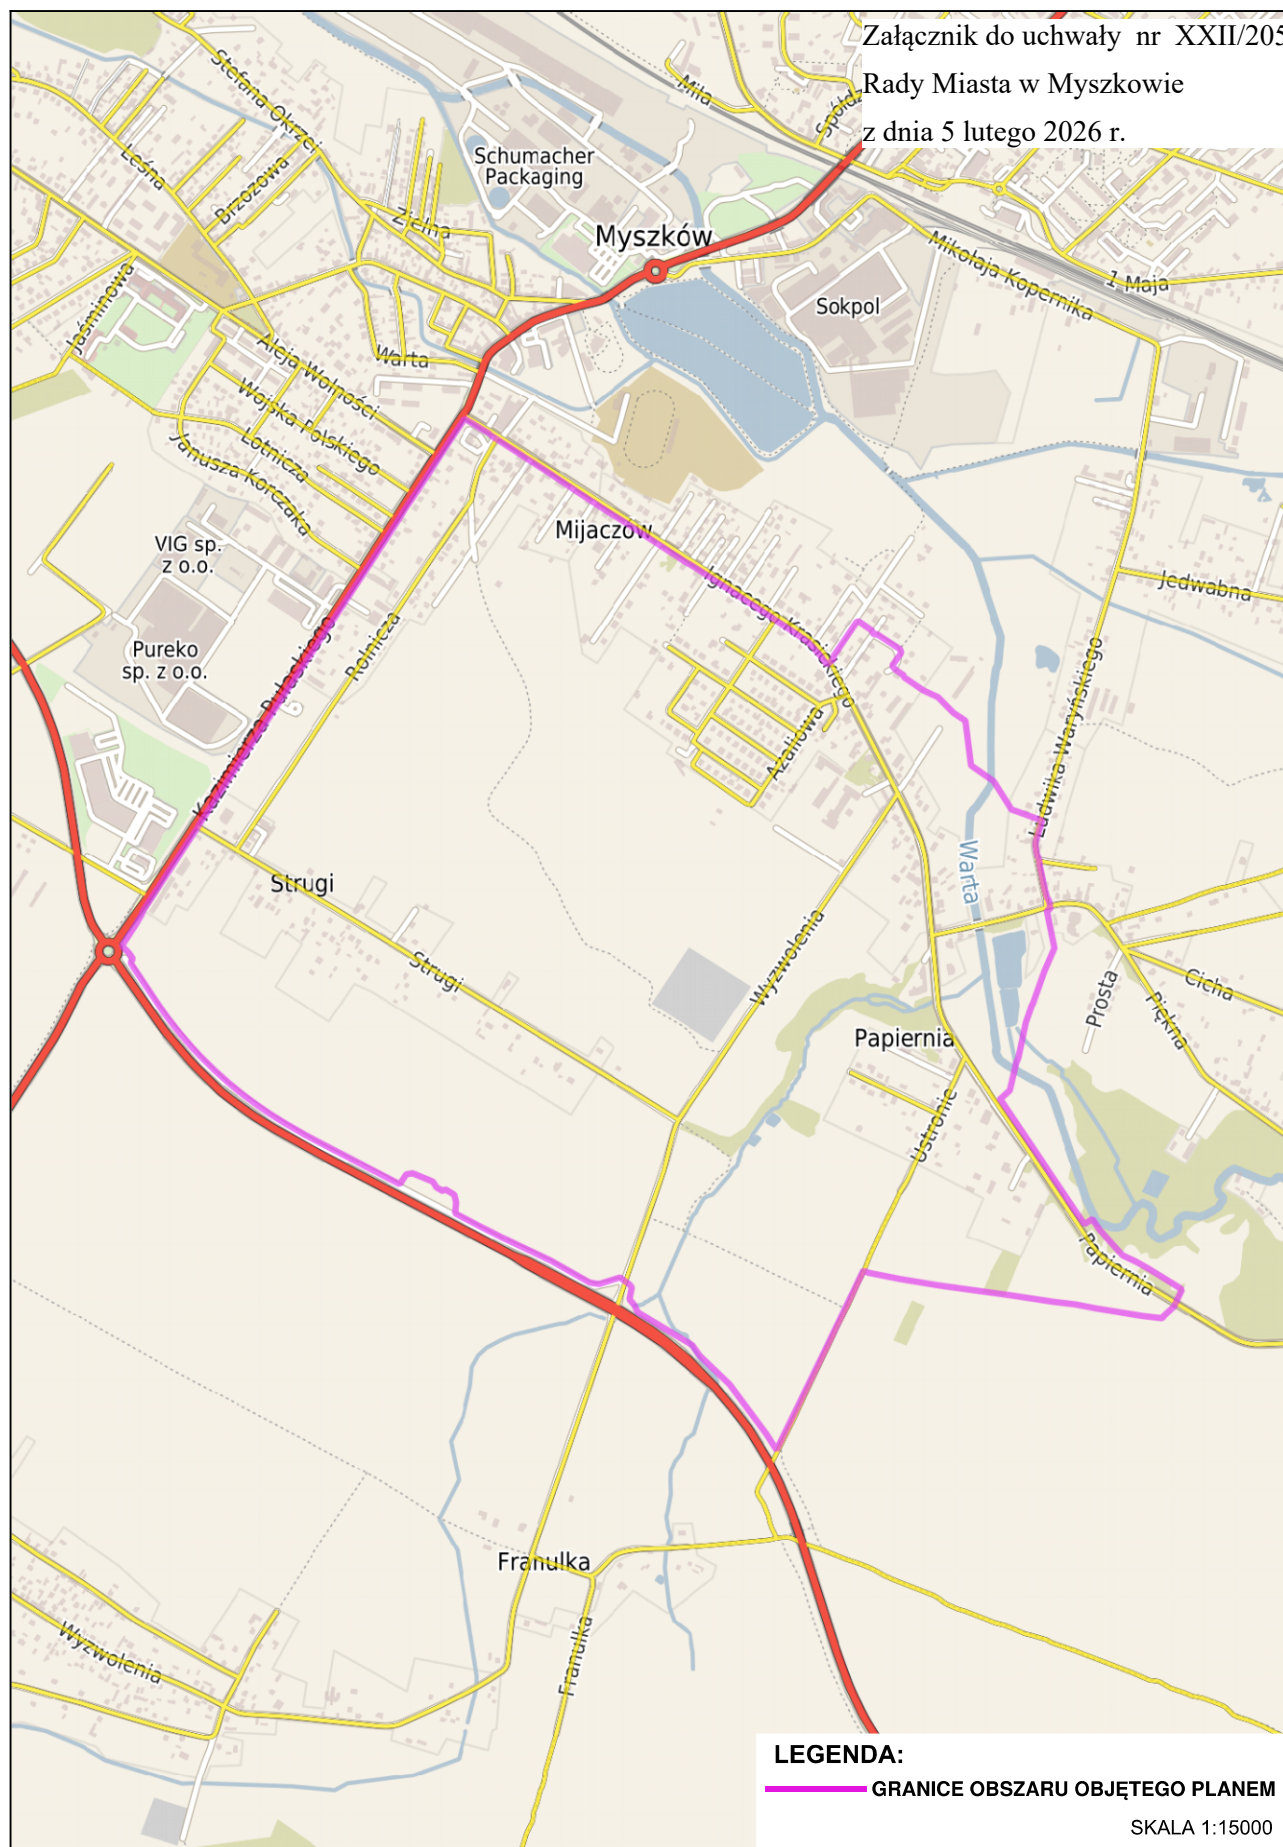 Załącznik do uchwały nr XXII/205
Rady Miasta w Myszkowie
z dnia 5 lutego 2026 r.
Stefana Okrzei
Miła
Leśna
Brzozowa
Schumacher
Packaging
Zielna
Myszków
Mikołaja Kopernika
1 Maja
Jaśminowa
Sokpol
Aleja Wolności
Warta
Wojska Polskiego
Lotnicza
Janusza Korczaka
VIG sp.
z o.o.
Mijaczów
Ignacego Krasickiego
Jedwabna
Pureko
sp. z o.o.
Rolnicza
Kazimierza Pułaskiego
Ludwika Waryńskiego
Azaliowa
Warta
Strugi
Strugi
Wyzwolenia
Prosta
Cicha
Piękna
Papiernia
Ustronie
Papiernia
Franulka
Franulka
Wyzwolenia
LEGENDA:
GRANICE OBSZARU OBJĘTEGO PLANEM
SKALA 1:15000